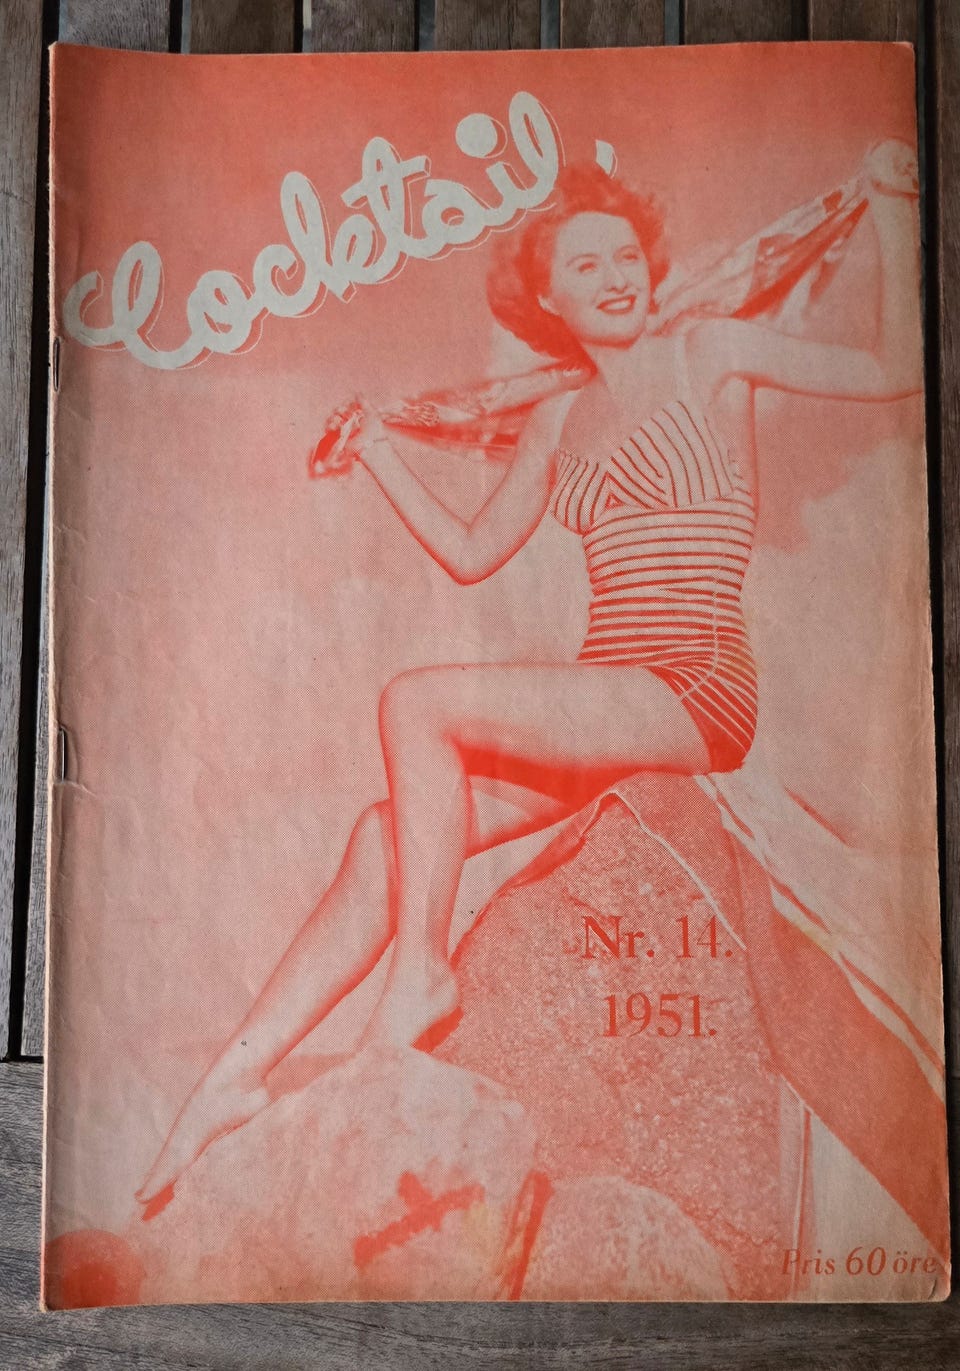 Cocktail
Nr. 14.
1951.
Pris 60 öre